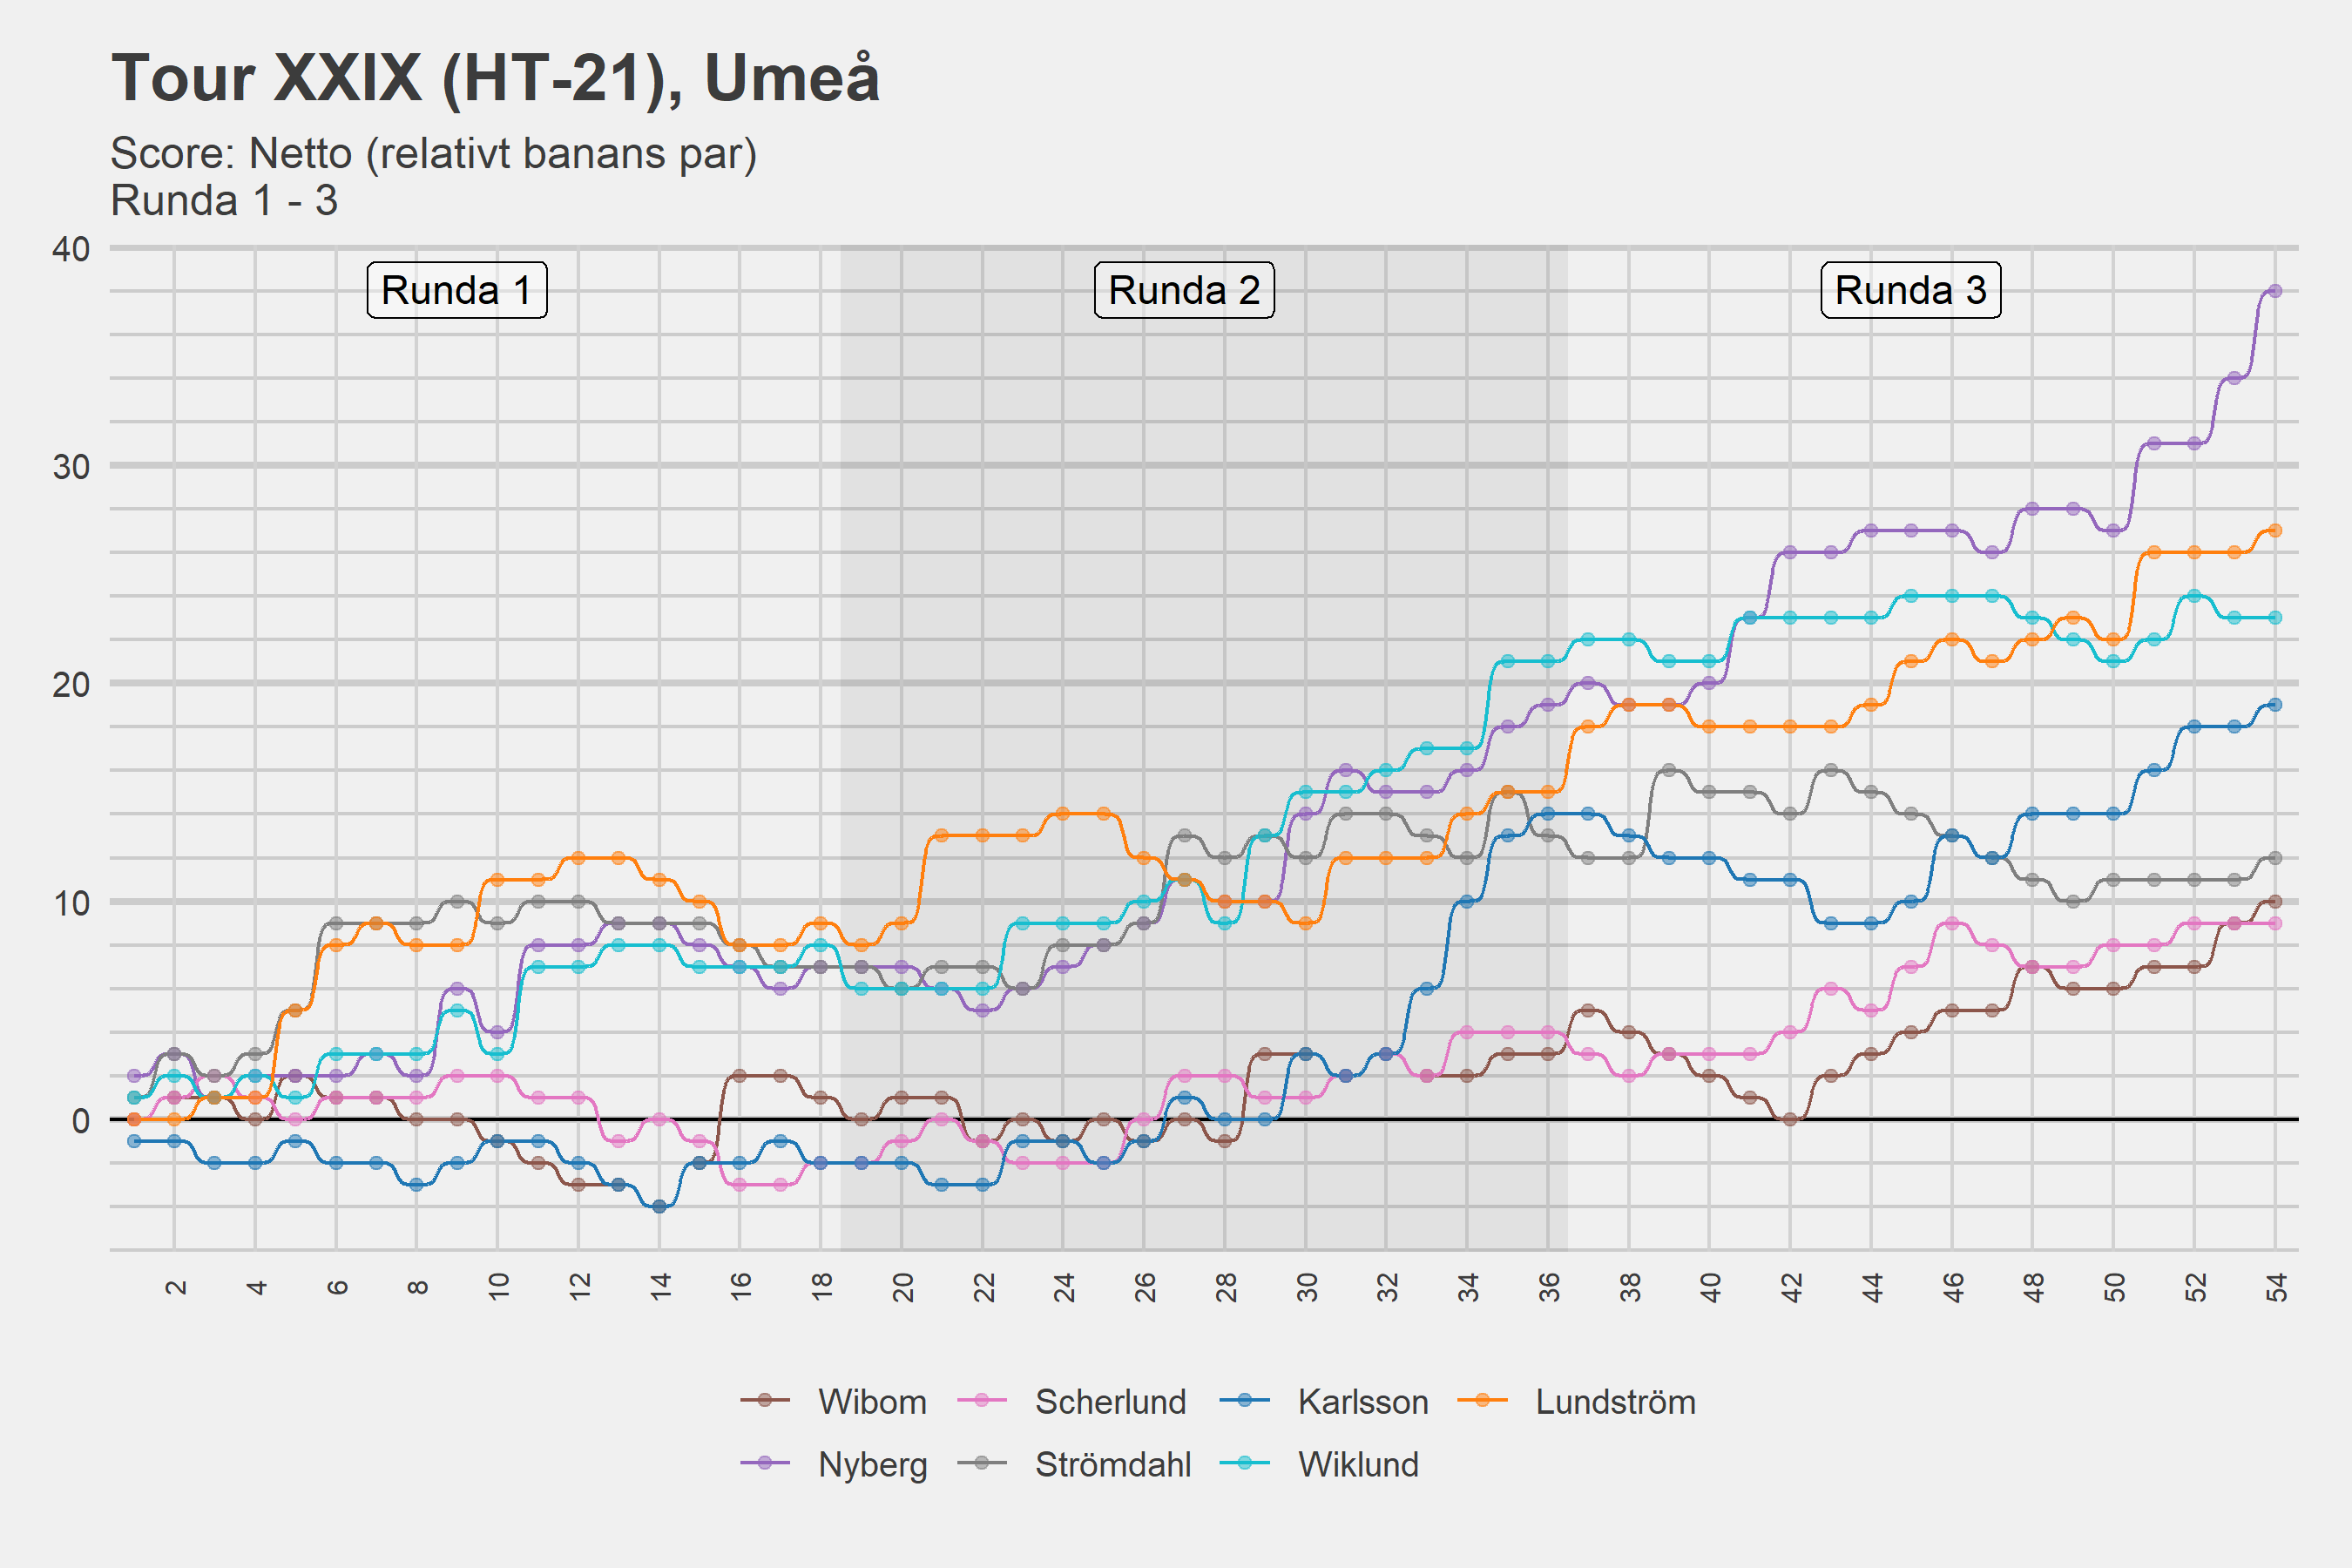 Tour XXIX (HT-21), Umeå
Score: Netto (relativt banans par)
Runda 1 - 3
40
30
20
10
0
Runda 1 Runda 2 Runda 3
2 4 6 8 10 12 14 16 18 20 22 24 26 28 30 32 34 36 38 40 42 44 46 48 50 52 54
Wibom Scherlund Karlsson Lundström
Nyberg Strömdahl Wiklund